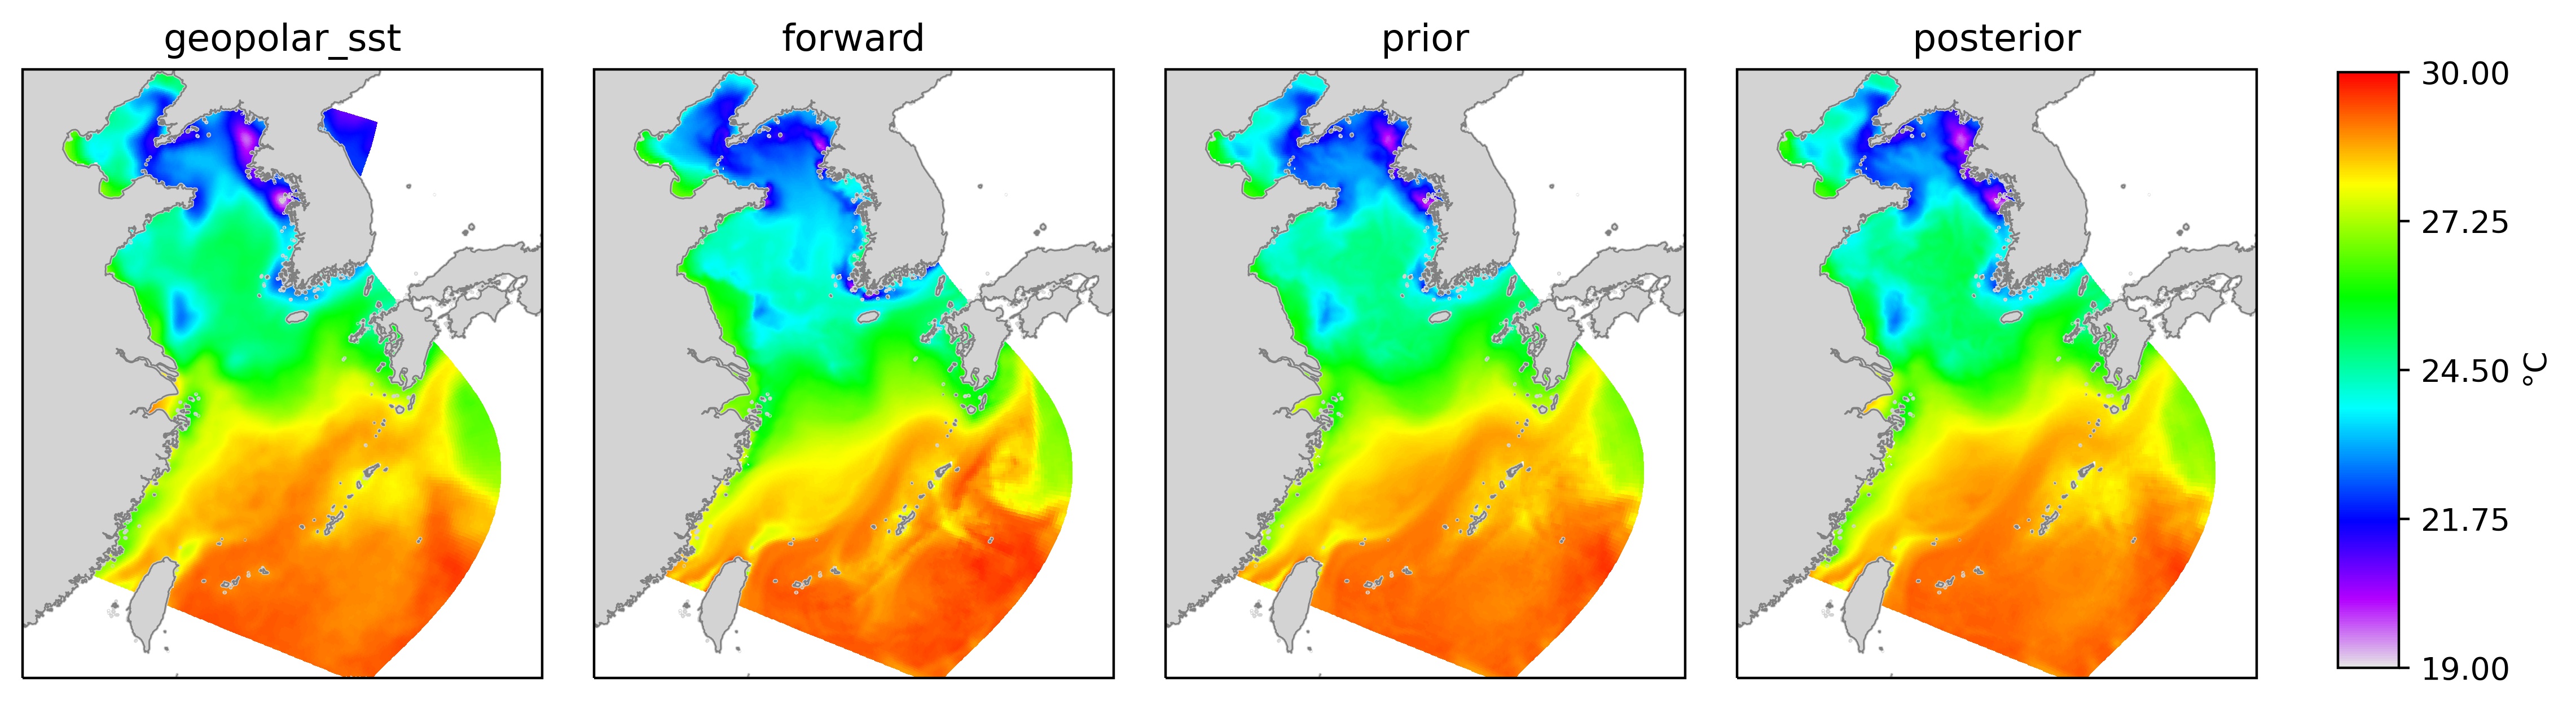 geopolar_sst
forward
prior
posterior
30.00
27.25
24.50
21.75
19.00
°C